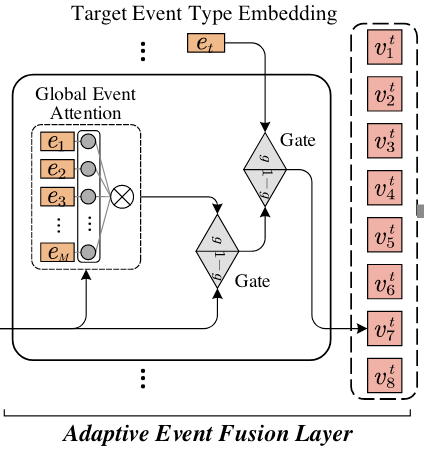 Target Event Type Embedding
e_t
Global Event
Attention
e_1
e_2
e_3
e_M
Gate
g 1-g
Gate
g 1-g
v_1^t
v_2^t
v_3^t
v_4^t
v_5^t
v_6^t
v_7^t
v_8^t
Adaptive Event Fusion Layer